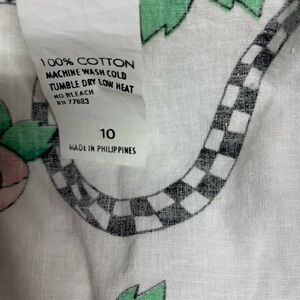 100% COTTON
MACHINE WASH COLD
TUMBLE DRY LOW HEAT
NO BLEACH
RN 77883
10
MADE IN PHILIPPINES